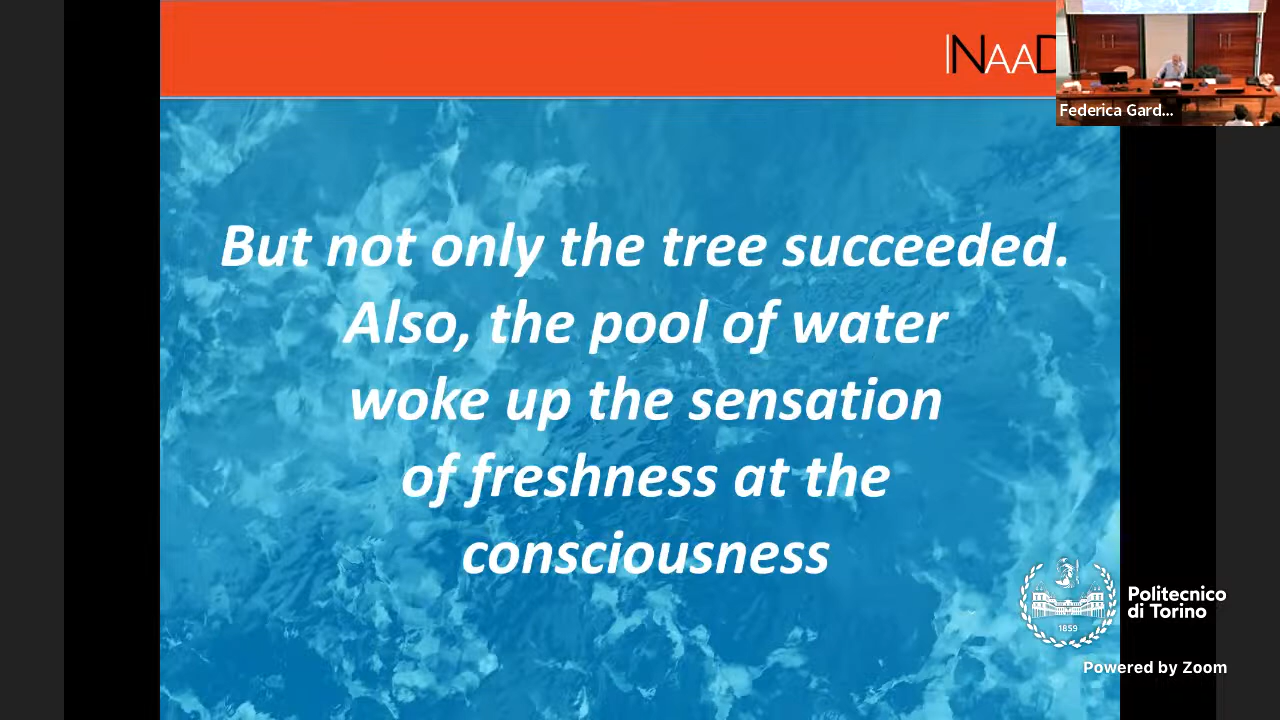 Federica Gard...
But not only the tree succeeded.
Also, the pool of water
woke up the sensation
of freshness at the
consciousness
1859
Politecnico
di Torino
Powered by Zoom